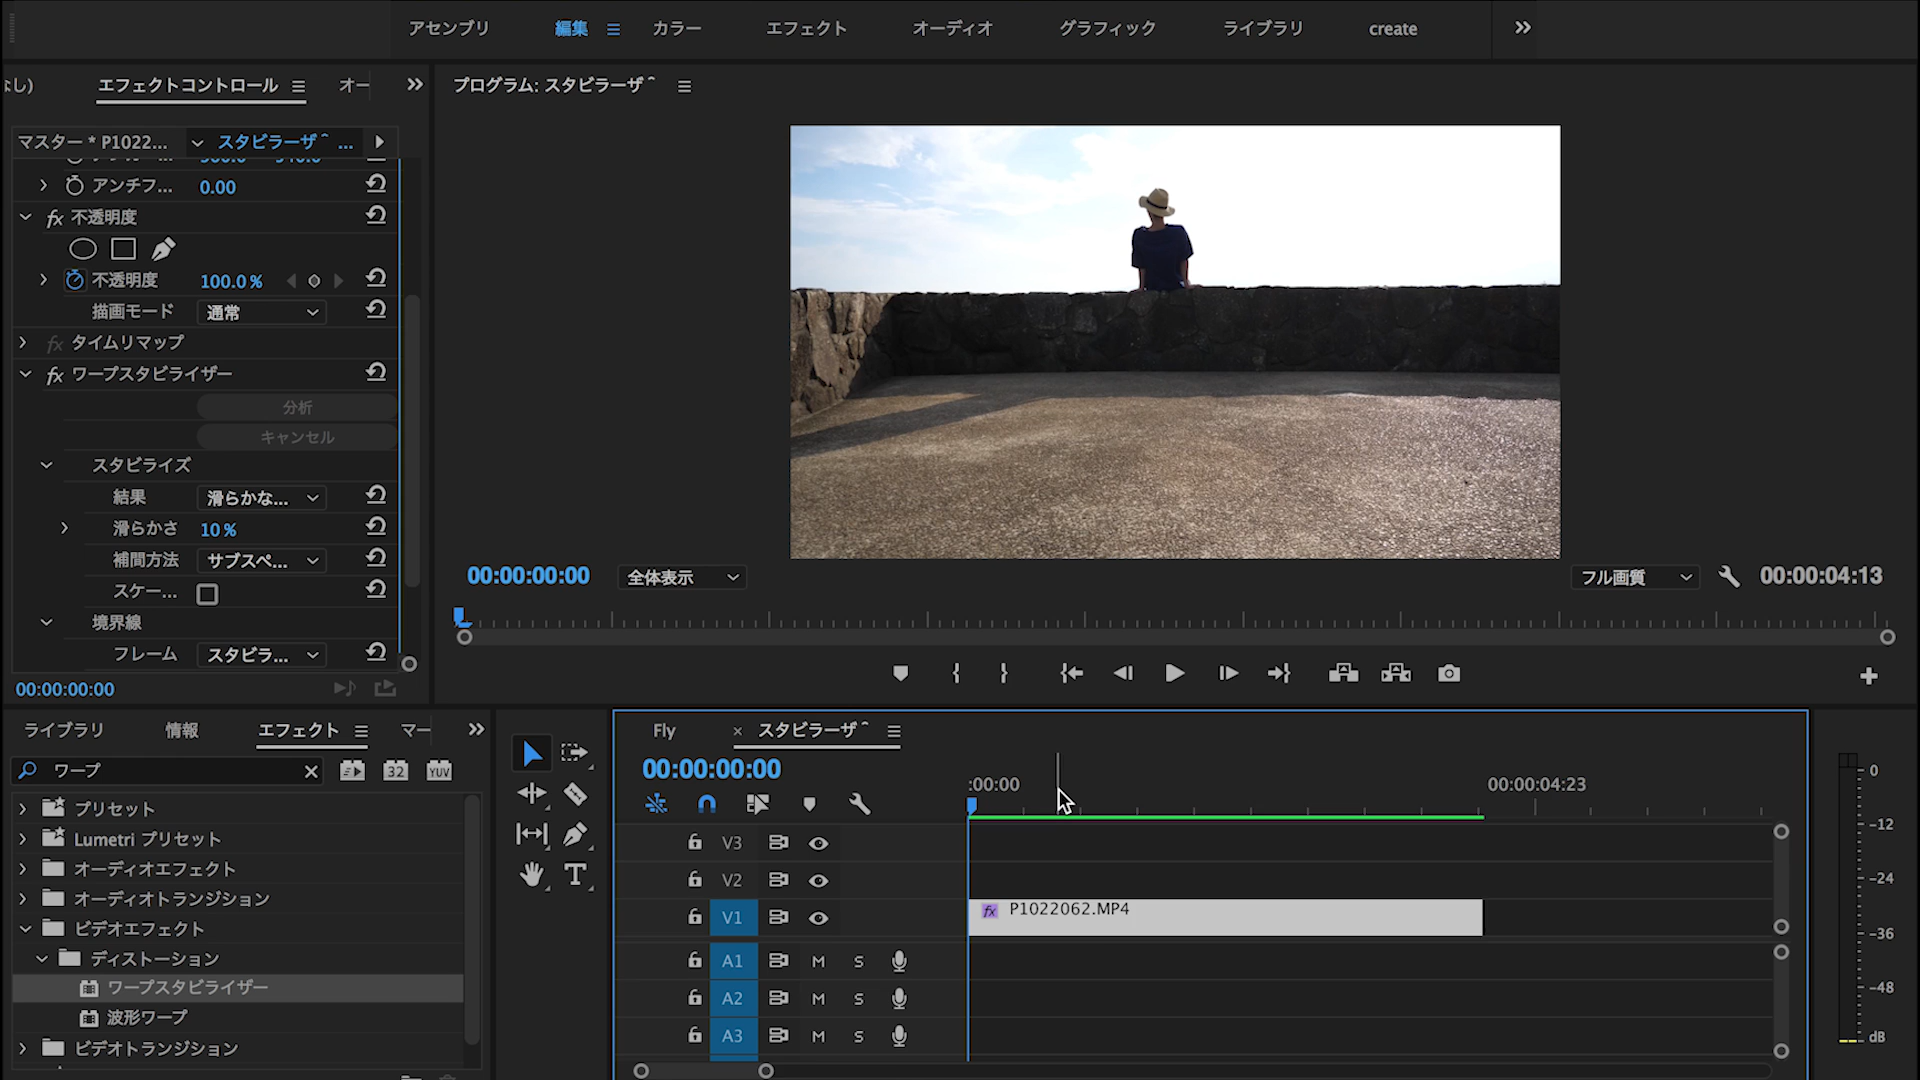 アセンブリ 編集 カラー エフェクト オーディオ グラフィック ライブラリ create
なし) エフェクトコントロール オー
プログラム: スタビラーザ＾
マスター * P1022... スタビラーザ＾ ...
アンチフ... 0.00
fx 不透明度
不透明度 100.0 %
描画モード 通常
fx タイムリマップ
fx ワープスタビライザー
分析
キャンセル
スタビライズ
結果 滑らかな...
滑らかさ 10 %
補間方法 サブスペ...
スケー...
境界線
フレーム スタビラ...
00:00:00:00
00:00:00:00 全体表示 フル画質 00:00:04:13
ライブラリ 情報 エフェクト マー
ワープ 32 YUV
プリセット
Lumetri プリセット
オーディオエフェクト
オーディオトランジション
ビデオエフェクト
ディストーション
ワープスタビライザー
波形ワープ
ビデオトランジション
T
Fly × スタビラーザ＾
00:00:00:00
:00:00 00:00:04:23
V3
V2
V1 fx P1022062.MP4
A1 M S
A2 M S
A3 M S
0
-12
-24
-36
-48
dB